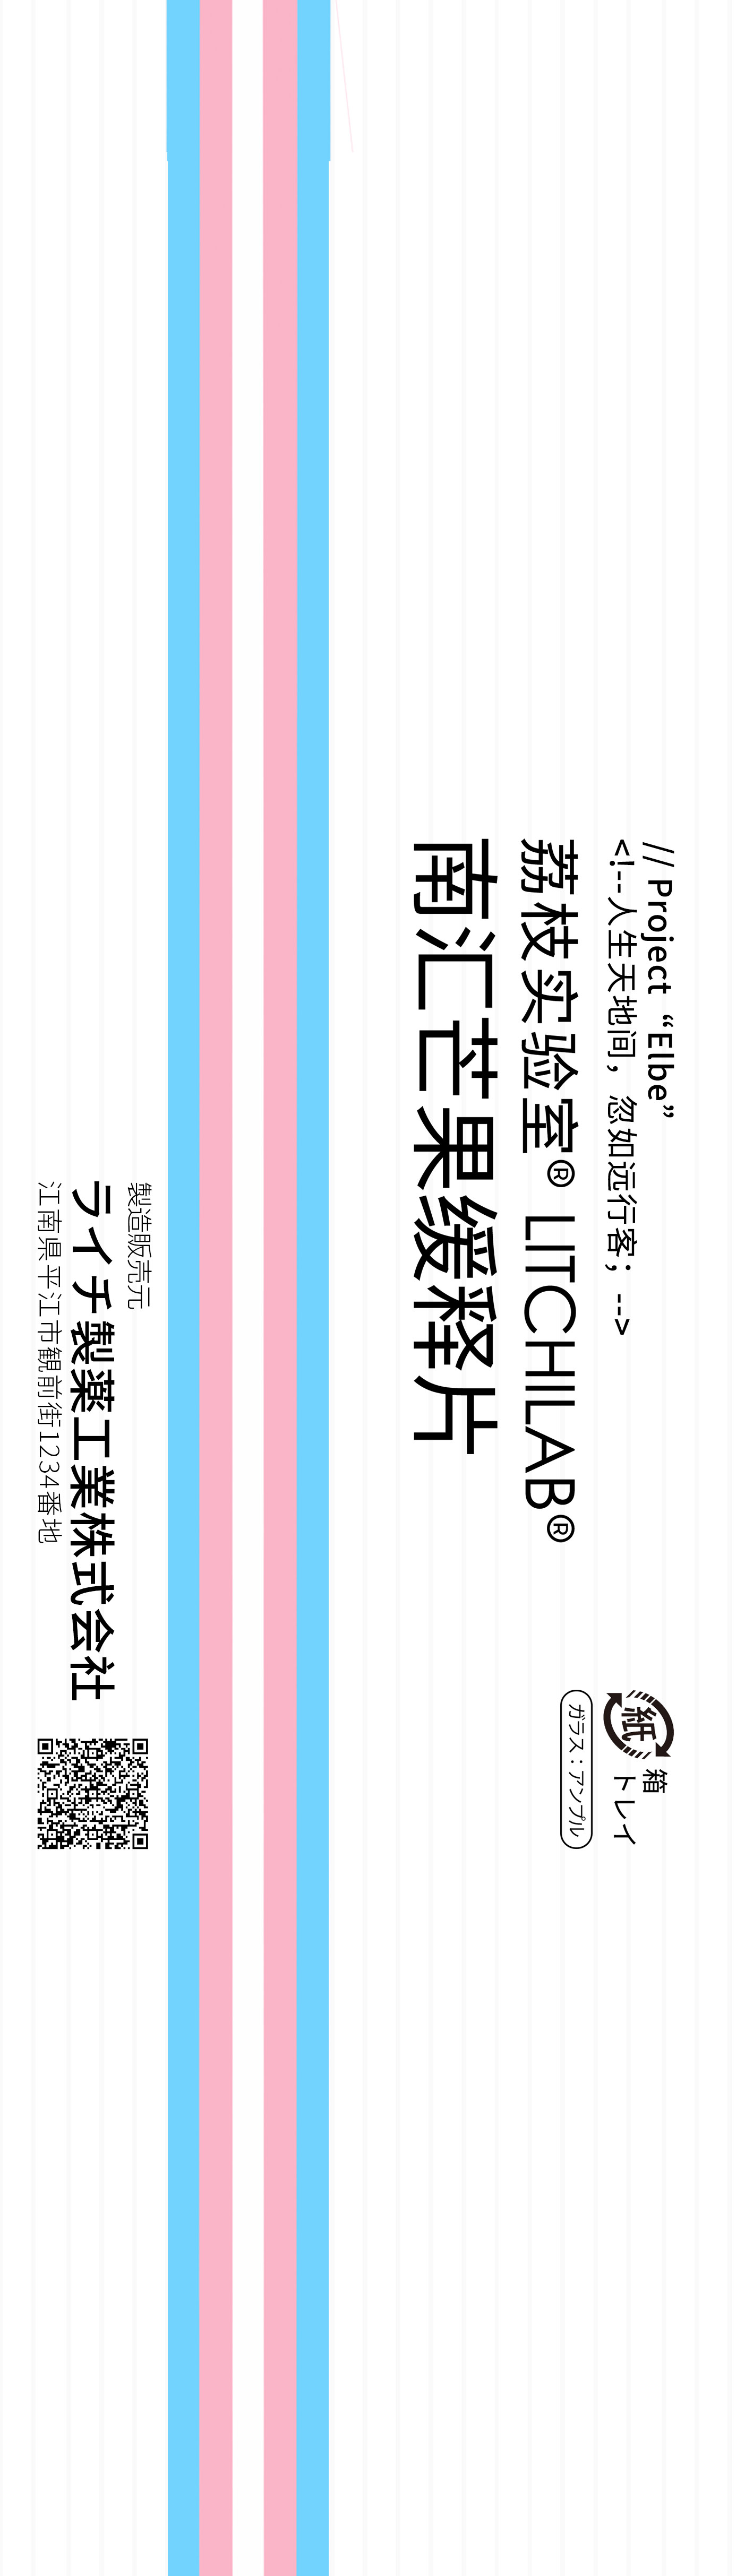 // Project “Elbe”
<!--人生天地间，忽如远行客；-->
荔枝实验室® LITCHILAB®
南汇芒果缓释片
紙
箱
トレイ
ガラス：アンプル
製造販売元
ライチ製薬工業株式会社
江南県平江市観前街1234番地